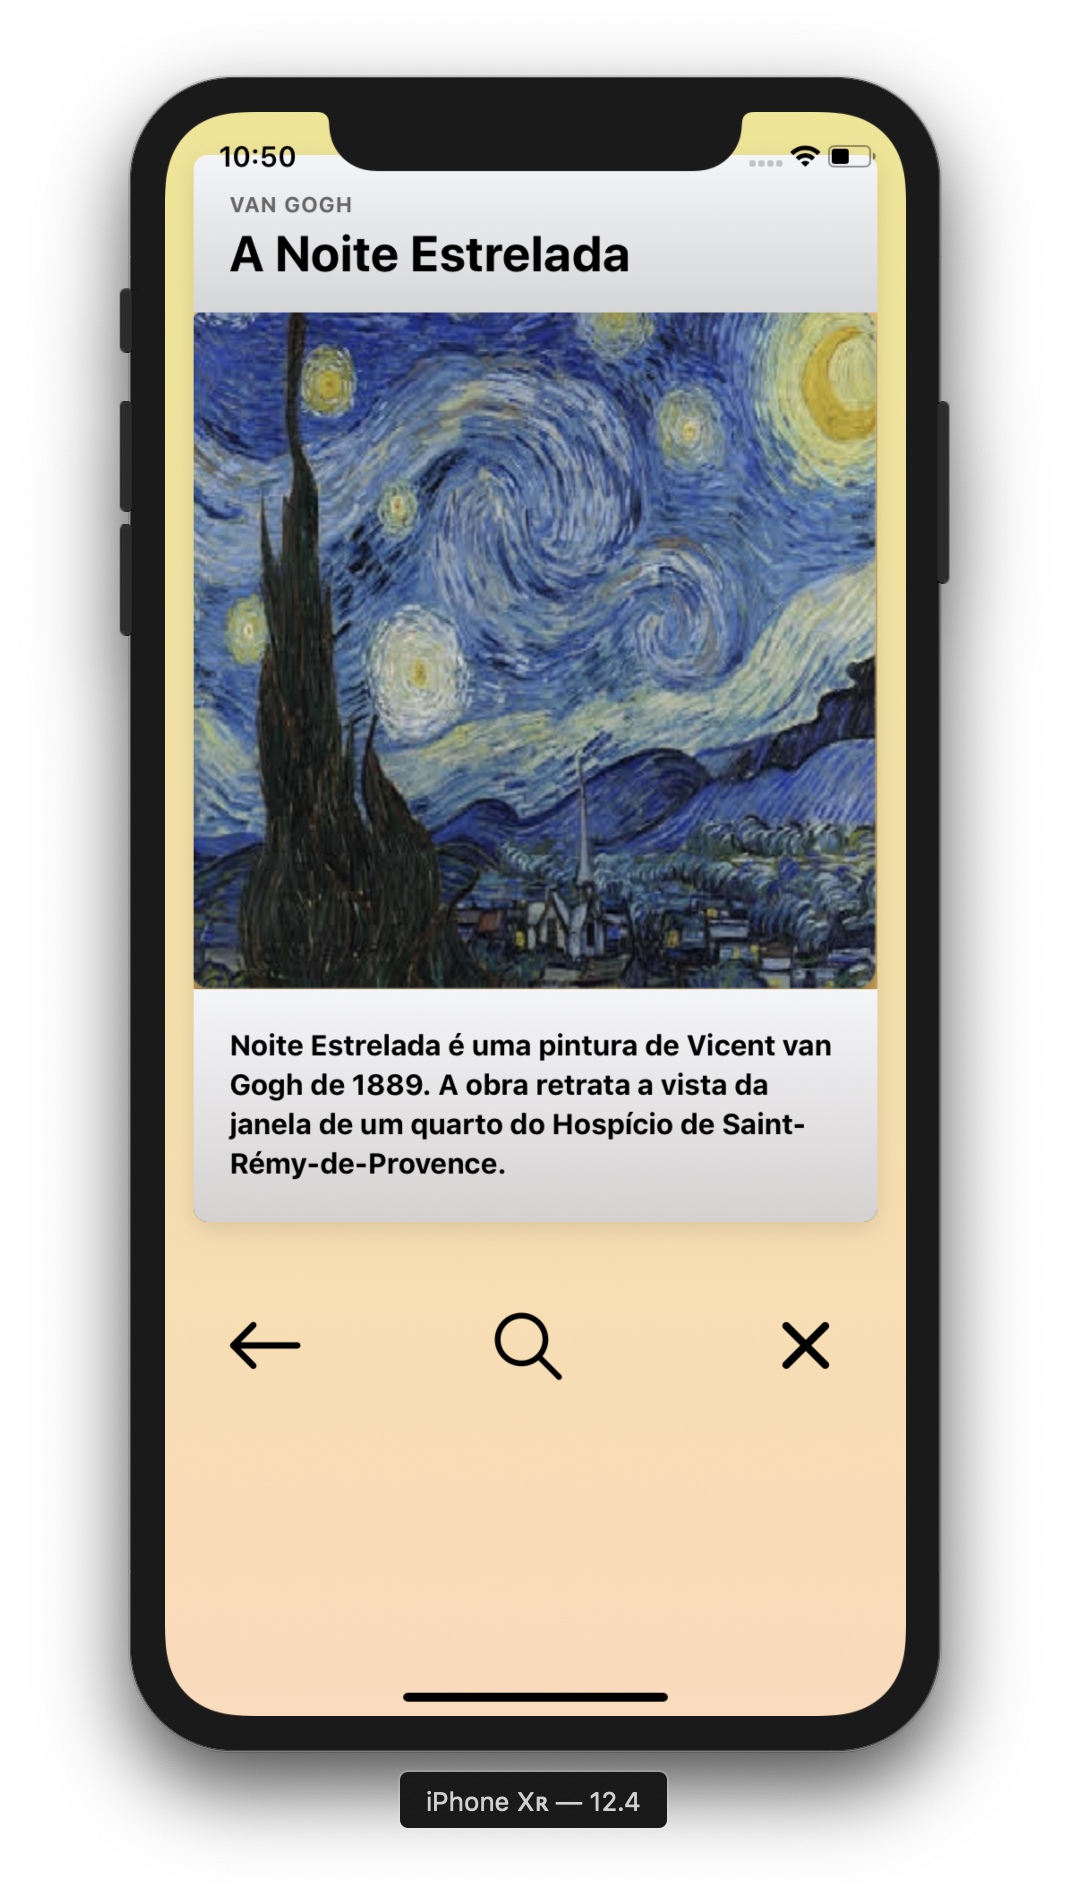 10:50
VAN GOGH
A Noite Estrelada
Noite Estrelada é uma pintura de Vicent van
Gogh de 1889. A obra retrata a vista da
janela de um quarto do Hospício de Saint-
Rémy-de-Provence.
iPhone Xʀ — 12.4